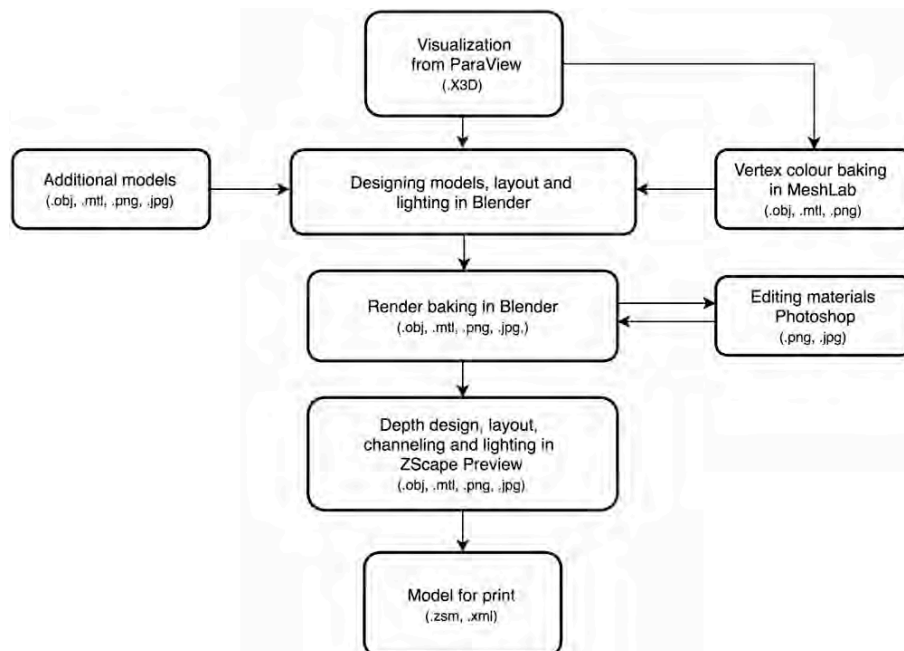 Visualization
from ParaView
(.X3D)
Additional models
(.obj, .mtl, .png, .jpg)
Designing models, layout and
lighting in Blender
Vertex colour baking
in MeshLab
(.obj, .mtl, .png)
Render baking in Blender
(.obj, .mtl, .png, .jpg,)
Editing materials
Photoshop
(.png, .jpg)
Depth design, layout,
channeling and lighting in
ZScape Preview
(.obj, .mtl, .png, .jpg)
Model for print
(.zsm, .xml)